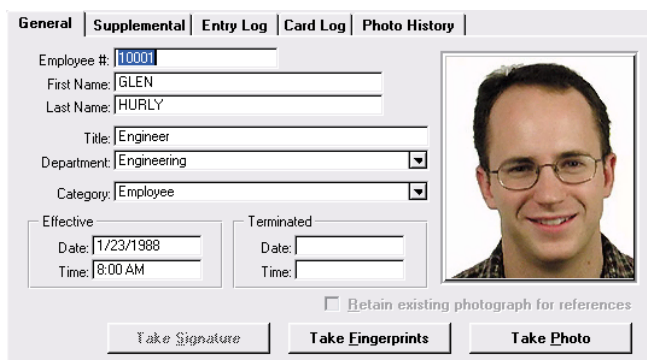 General Supplemental Entry Log Card Log Photo History
Employee #: 10001
First Name: GLEN
Last Name: HURLY
Title: Engineer
Department: Engineering
Category: Employee
Effective Terminated
Date: 1/23/1988 Date:
Time: 8:00 AM Time:
Retain existing photograph for references
Take Signature Take Fingerprints Take Photo